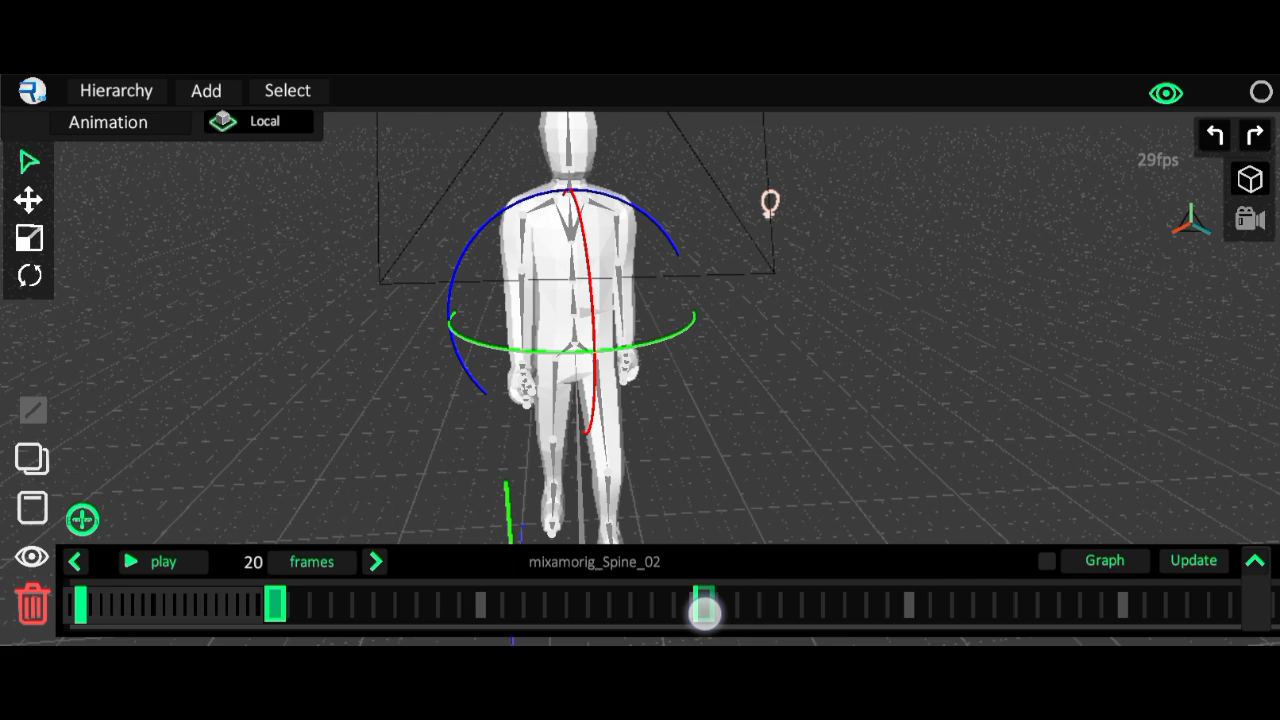 Hierarchy Add Select
Animation Local
29fps
play 20 frames mixamorig_Spine_02 Graph Update